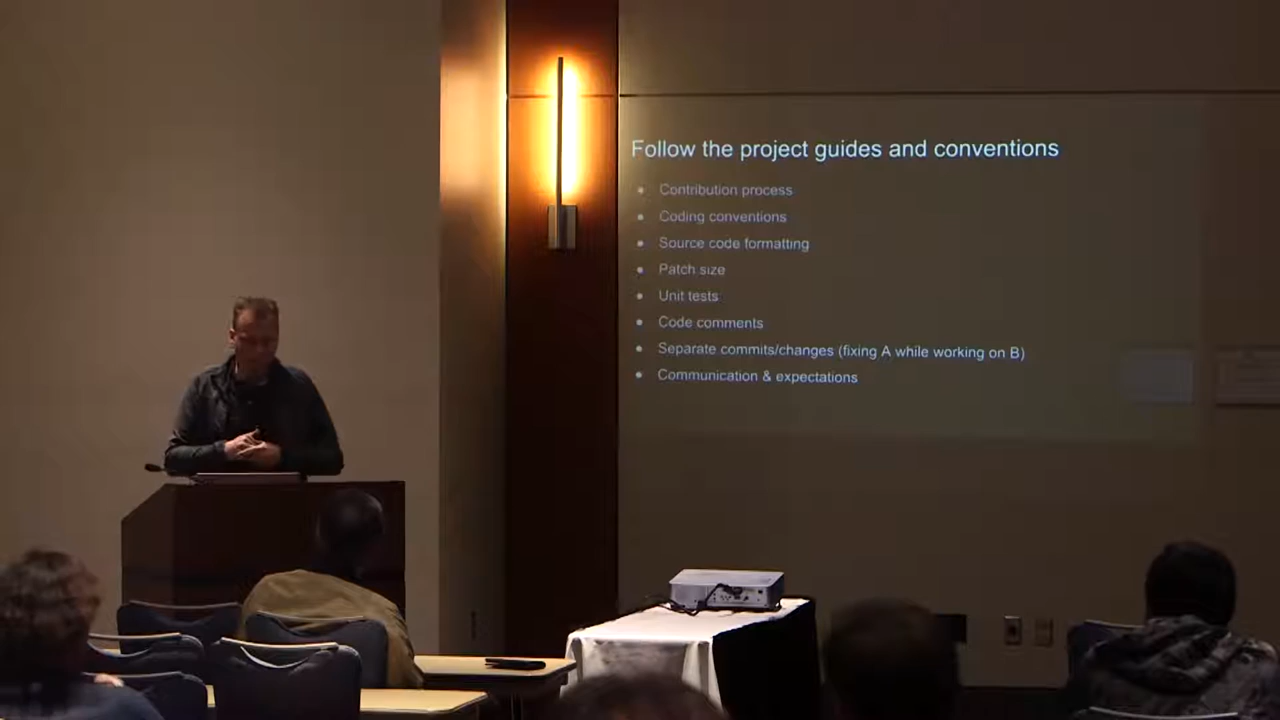 Follow the project guides and conventions
● Contribution process
● Coding conventions
● Source code formatting
● Patch size
● Unit tests
● Code comments
● Separate commits/changes (fixing A while working on B)
● Communication & expectations